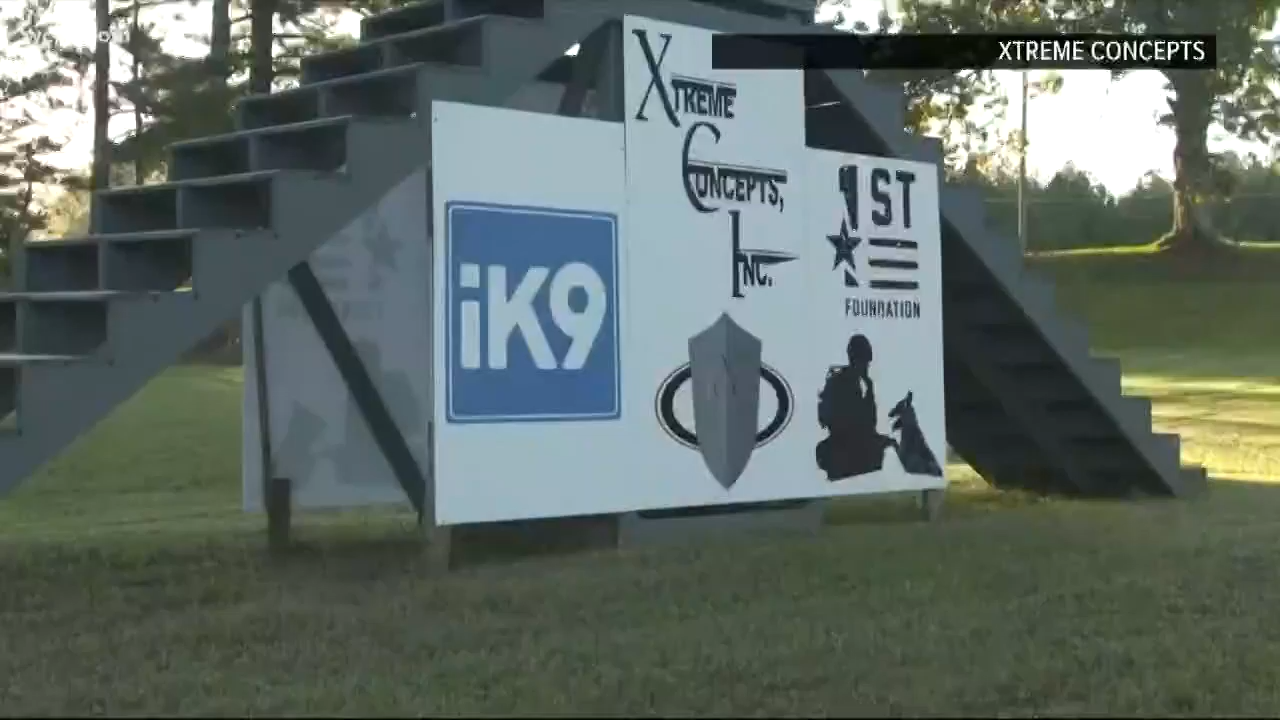 XTREME CONCEPTS
XTREME
CONCEPTS,
INC.
iK9
1ST
FOUNDATION